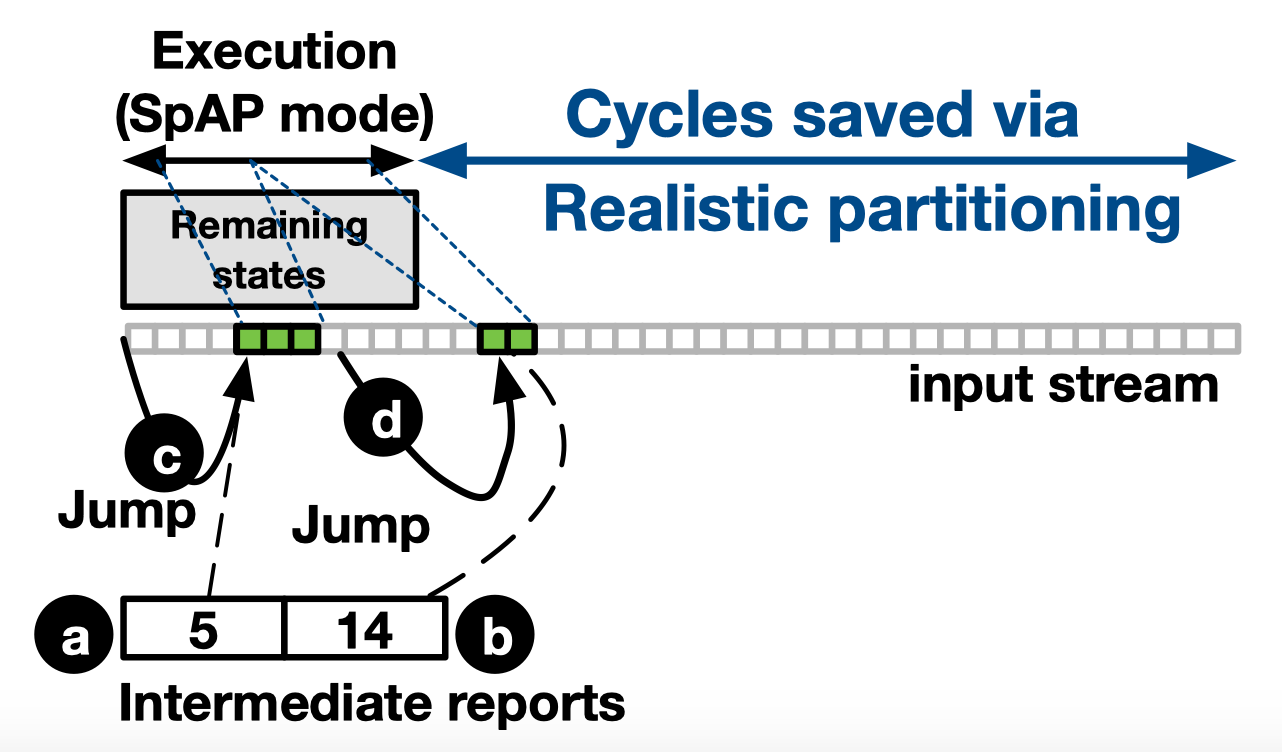 Execution
(SpAP mode)
Cycles saved via
Realistic partitioning
Remaining
states
input stream
c
d
Jump
Jump
a
5
14
b
Intermediate reports